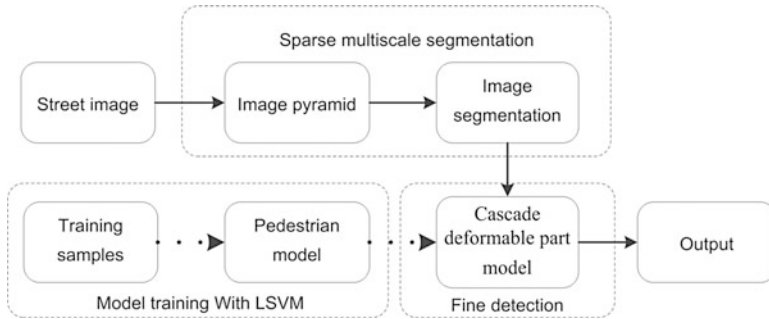 Sparse multiscale segmentation
Street image
Image pyramid
Image
segmentation
Training
samples
Pedestrian
model
Cascade
deformable part
model
Output
Model training With LSVM
Fine detection